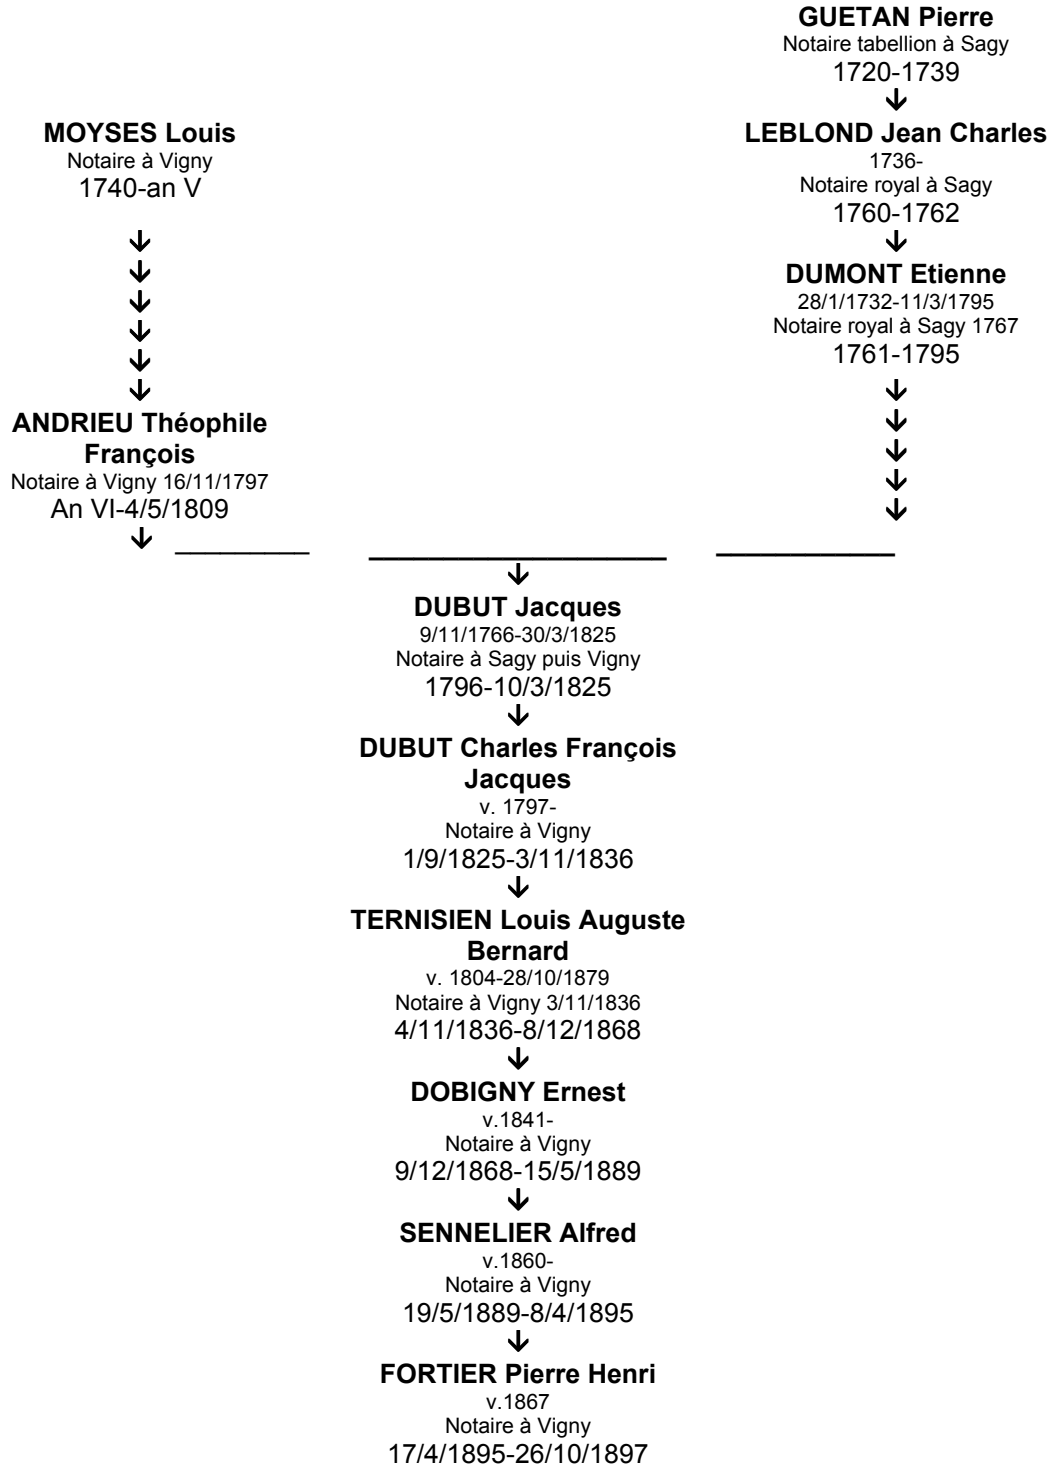 GUETAN Pierre
Notaire tabellion à Sagy
1720-1739
MOYSES Louis
Notaire à Vigny
1740-an V
LEBLOND Jean Charles
1736-
Notaire royal à Sagy
1760-1762
DUMONT Etienne
28/1/1732-11/3/1795
Notaire royal à Sagy 1767
1761-1795
ANDRIEU Théophile
François
Notaire à Vigny 16/11/1797
An VI-4/5/1809
DUBUT Jacques
9/11/1766-30/3/1825
Notaire à Sagy puis Vigny
1796-10/3/1825
DUBUT Charles François
Jacques
v. 1797-
Notaire à Vigny
1/9/1825-3/11/1836
TERNISIEN Louis Auguste
Bernard
v. 1804-28/10/1879
Notaire à Vigny 3/11/1836
4/11/1836-8/12/1868
DOBIGNY Ernest
v.1841-
Notaire à Vigny
9/12/1868-15/5/1889
SENNELIER Alfred
v.1860-
Notaire à Vigny
19/5/1889-8/4/1895
FORTIER Pierre Henri
v.1867
Notaire à Vigny
17/4/1895-26/10/1897